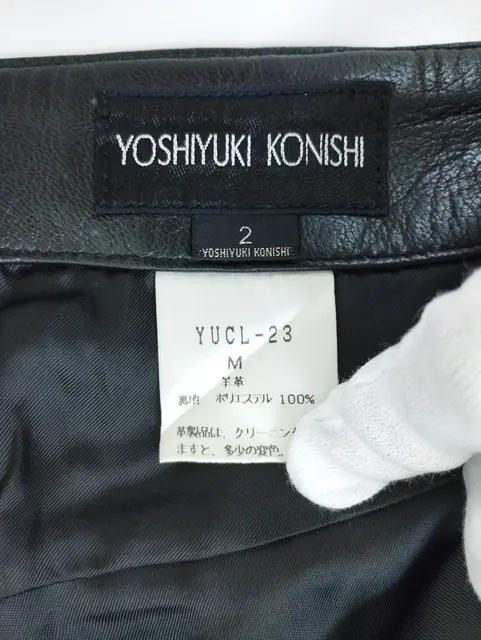 YOSHIYUKI KONISHI
2
YOSHIYUKI KONISHI
YUCL-23
M
羊革
裏地 ポリエステル 100%
革製品は、クリーニング
ますと、多少の変色